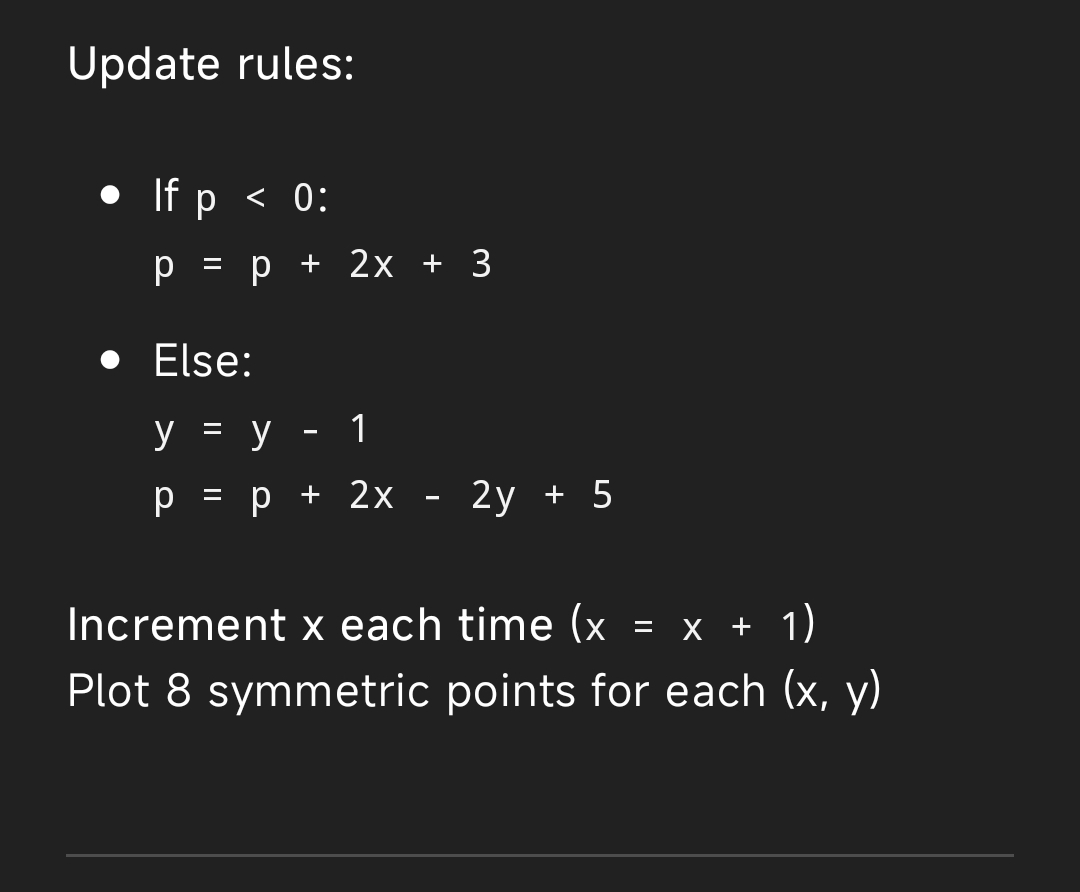 Update rules:
• If p < 0:
p = p + 2x + 3
• Else:
y = y - 1
p = p + 2x - 2y + 5
Increment x each time (x = x + 1)
Plot 8 symmetric points for each (x, y)